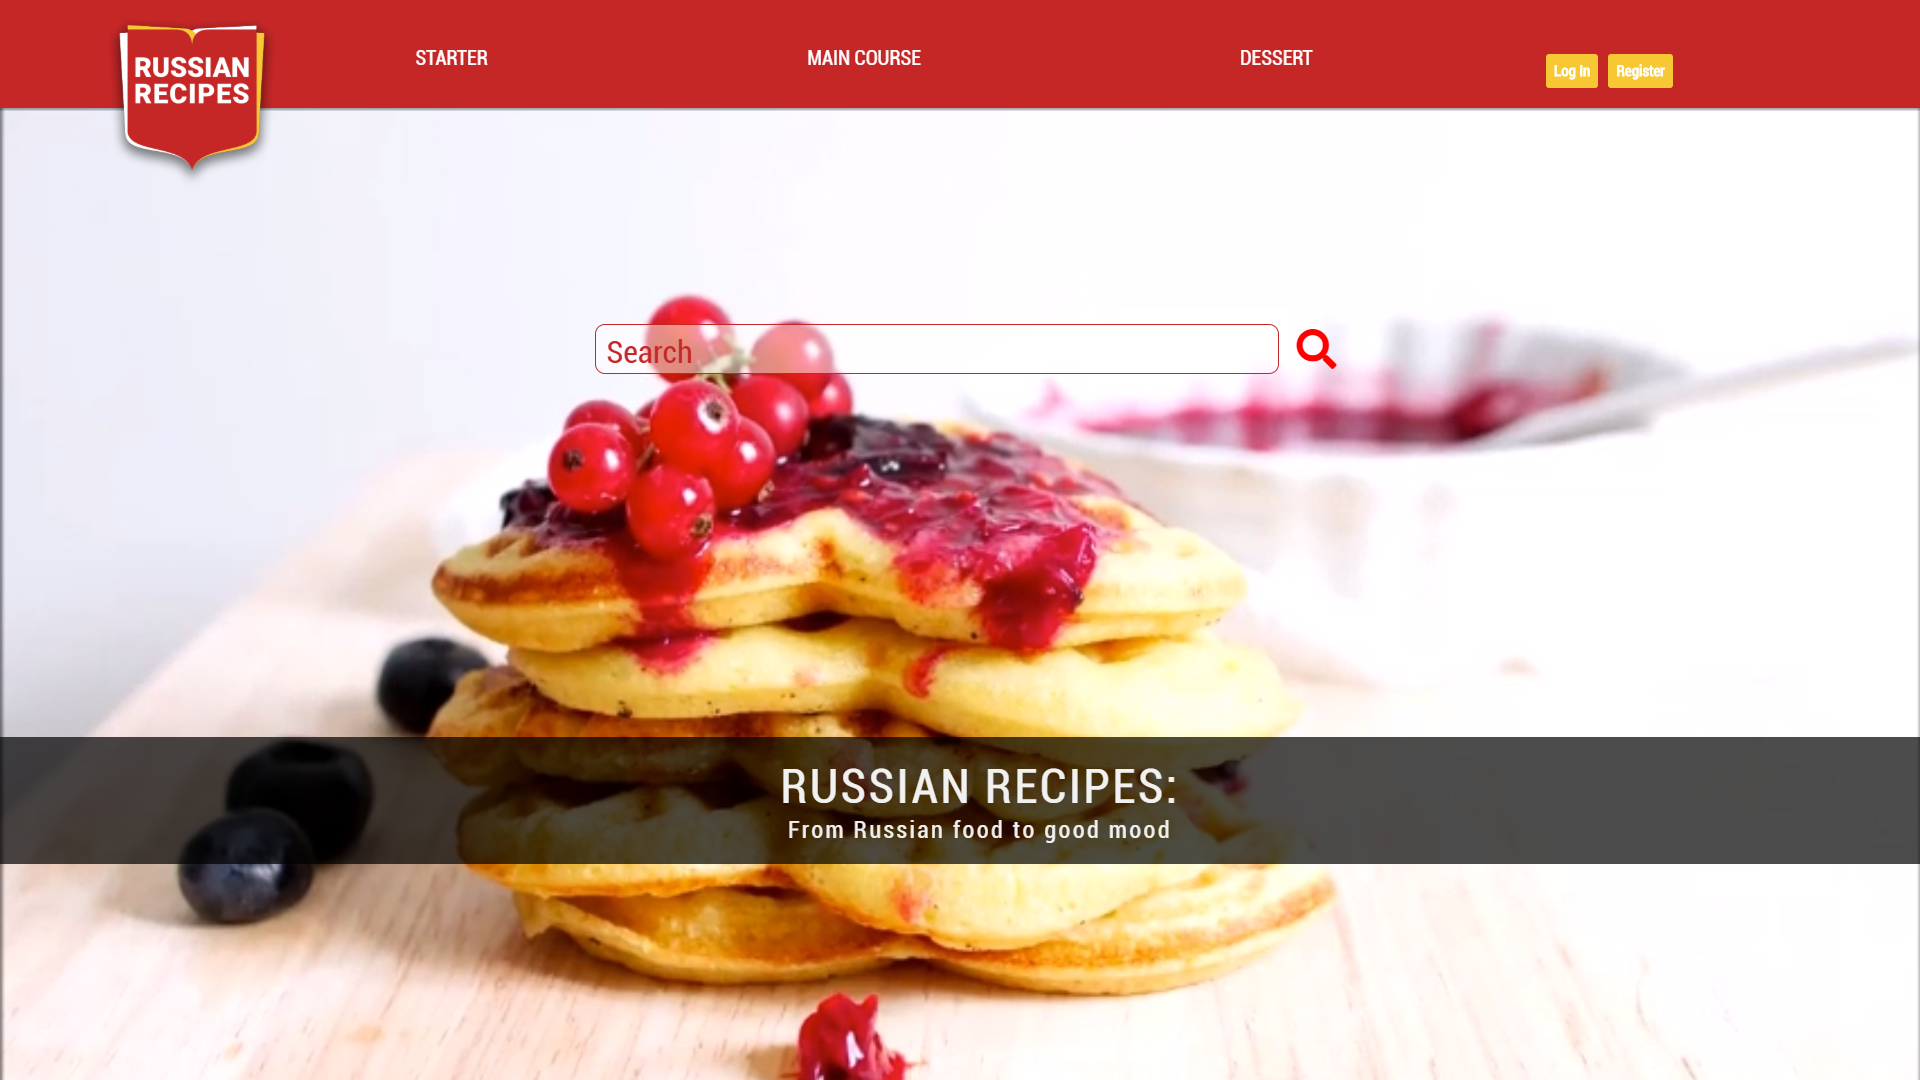 RUSSIAN
RECIPES
STARTER
MAIN COURSE
DESSERT
Log In
Register
Search
RUSSIAN RECIPES:
From Russian food to good mood